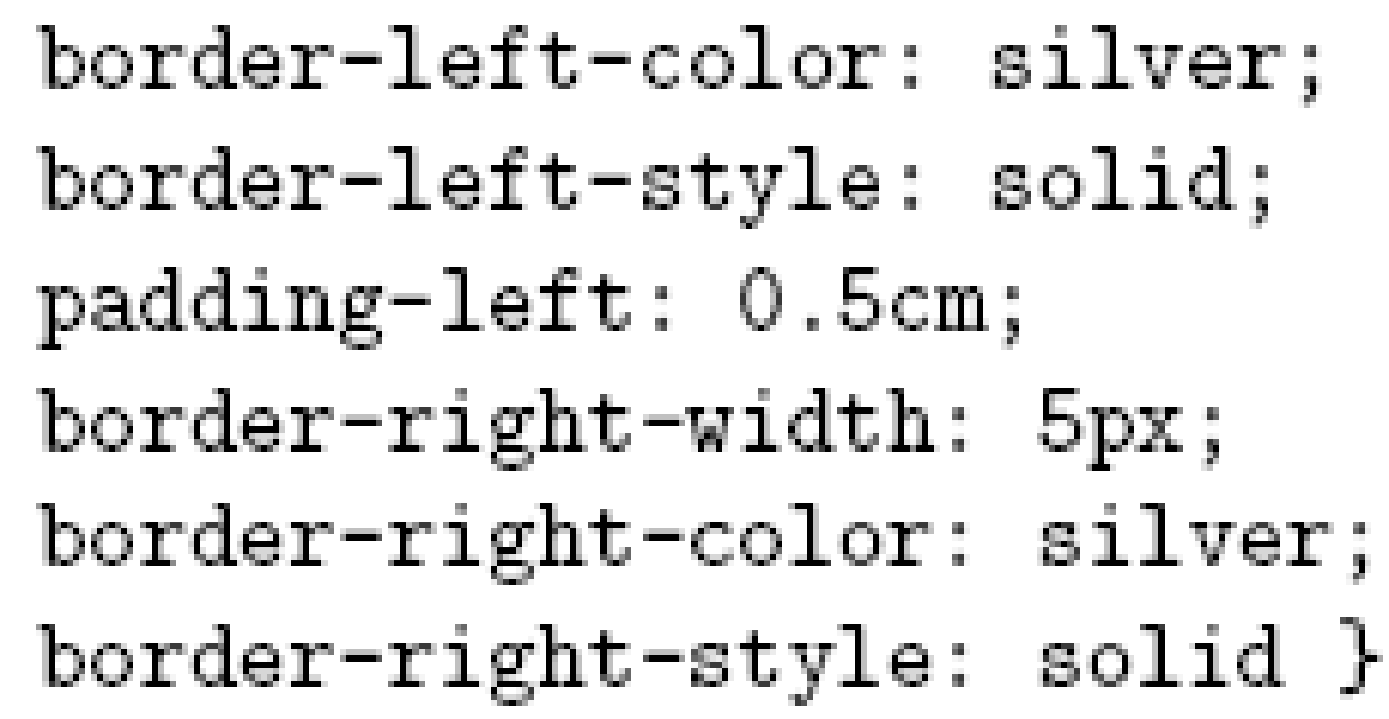 border-left-color: silver;
border-left-style: solid;
padding-left: 0.5cm;
border-right-width: 5px;
border-right-color: silver;
border-right-style: solid }